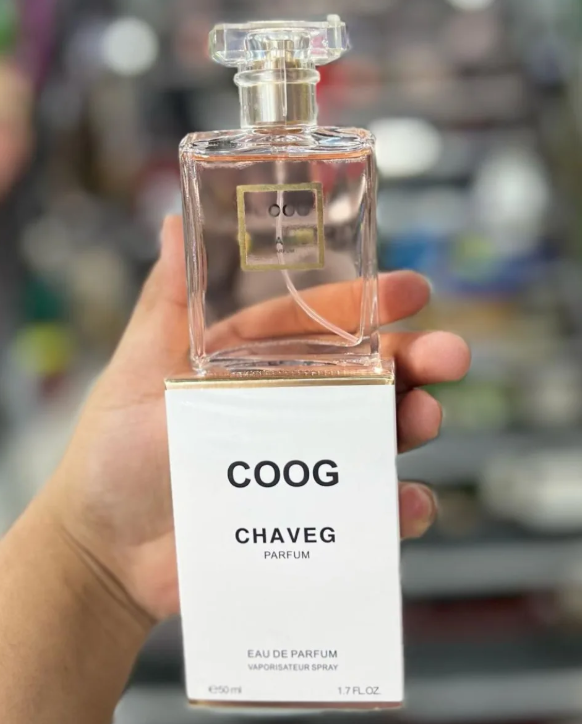 COOG
COOG
CHAVEG
PARFUM
EAU DE PARFUM
VAPORISATEUR SPRAY
℮50 ml 1.7 FL.OZ.